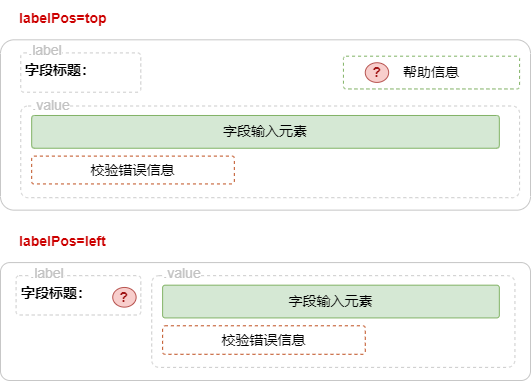 labelPos=top
label
字段标题：
? 帮助信息
value
字段输入元素
校验错误信息
labelPos=left
label
字段标题： ?
value
字段输入元素
校验错误信息